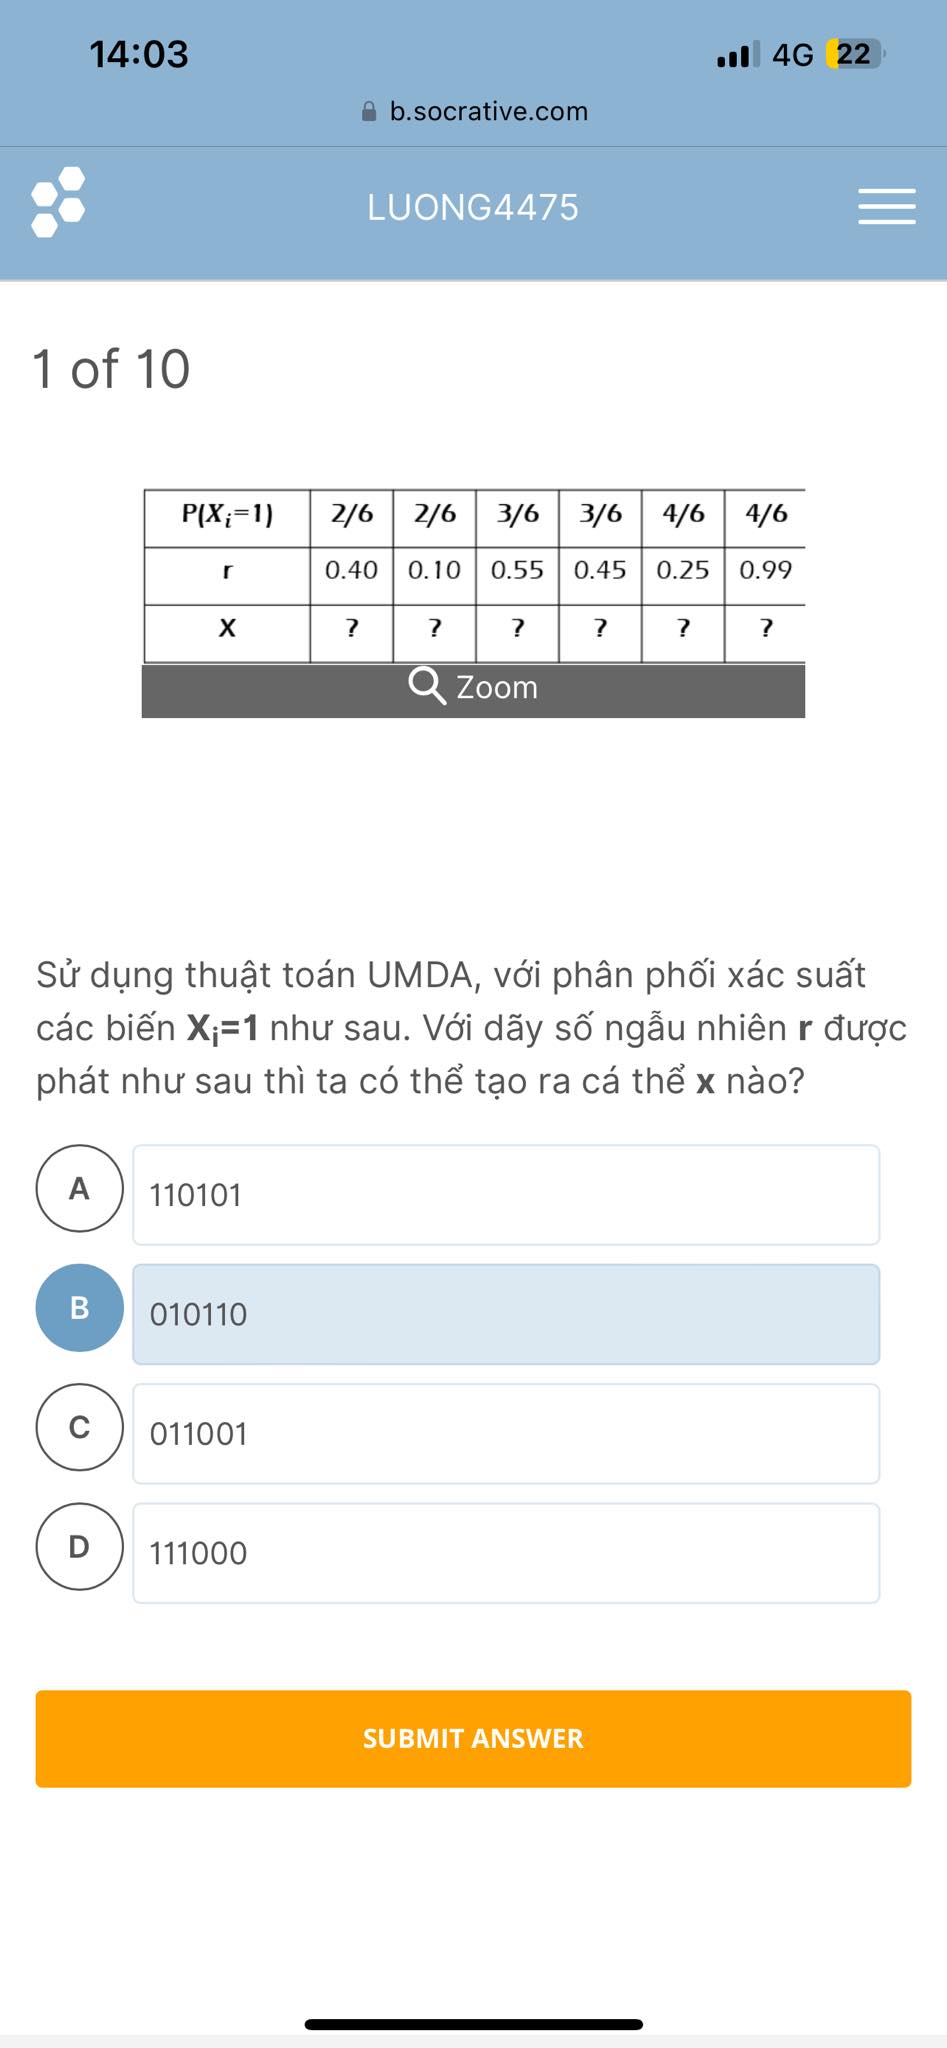 14:03
4G 22
b.socrative.com
LUONG4475
1 of 10
P(Xi=1) 2/6 2/6 3/6 3/6 4/6 4/6
r 0.40 0.10 0.55 0.45 0.25 0.99
X ? ? ? ? ? ?
Zoom
Sử dụng thuật toán UMDA, với phân phối xác suất
các biến Xi=1 như sau. Với dãy số ngẫu nhiên r được
phát như sau thì ta có thể tạo ra cá thể x nào?
A 110101
B 010110
C 011001
D 111000
SUBMIT ANSWER